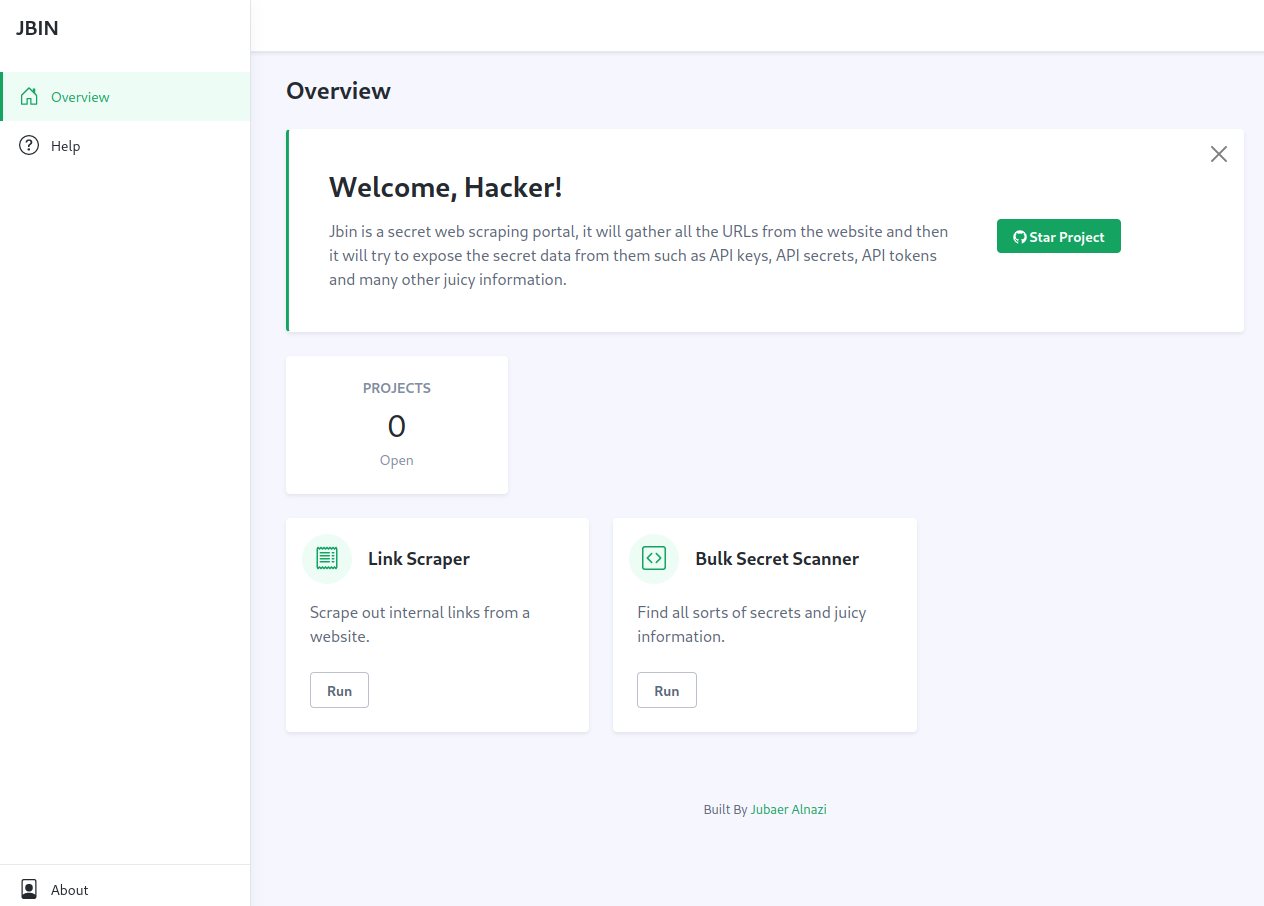 JBIN
Overview
Help
Overview
Welcome, Hacker!
Jbin is a secret web scraping portal, it will gather all the URLs from the website and then
it will try to expose the secret data from them such as API keys, API secrets, API tokens
and many other juicy information.
Star Project
PROJECTS
0
Open
Link Scraper
Scrape out internal links from a
website.
Run
Bulk Secret Scanner
Find all sorts of secrets and juicy
information.
Run
Built By Jubaer Alnazi
About